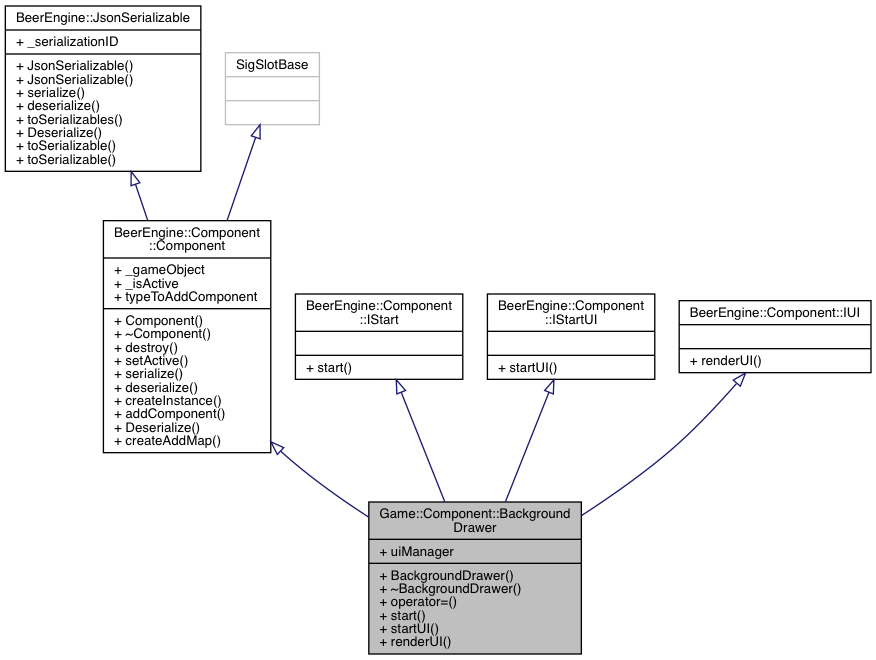 BeerEngine::JsonSerializable
+ _serializationID
+ JsonSerializable()
+ JsonSerializable()
+ serialize()
+ deserialize()
+ toSerializables()
+ Deserialize()
+ toSerializable()
+ toSerializable()
SigSlotBase
BeerEngine::Component
::Component
+ _gameObject
+ _isActive
+ typeToAddComponent
+ Component()
+ ~Component()
+ destroy()
+ setActive()
+ serialize()
+ deserialize()
+ createInstance()
+ addComponent()
+ Deserialize()
+ createAddMap()
BeerEngine::Component
::IStart
+ start()
BeerEngine::Component
::IStartUI
+ startUI()
BeerEngine::Component::IUI
+ renderUI()
Game::Component::Background
Drawer
+ uiManager
+ BackgroundDrawer()
+ ~BackgroundDrawer()
+ operator=()
+ start()
+ startUI()
+ renderUI()